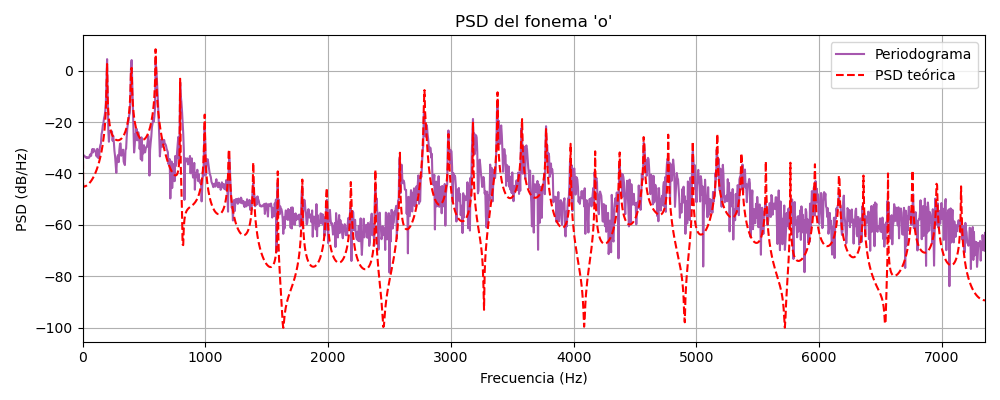 PSD del fonema 'o'
Periodograma
PSD teórica
PSD (dB/Hz)
0
−20
−40
−60
−80
−100
0 1000 2000 3000 4000 5000 6000 7000
Frecuencia (Hz)